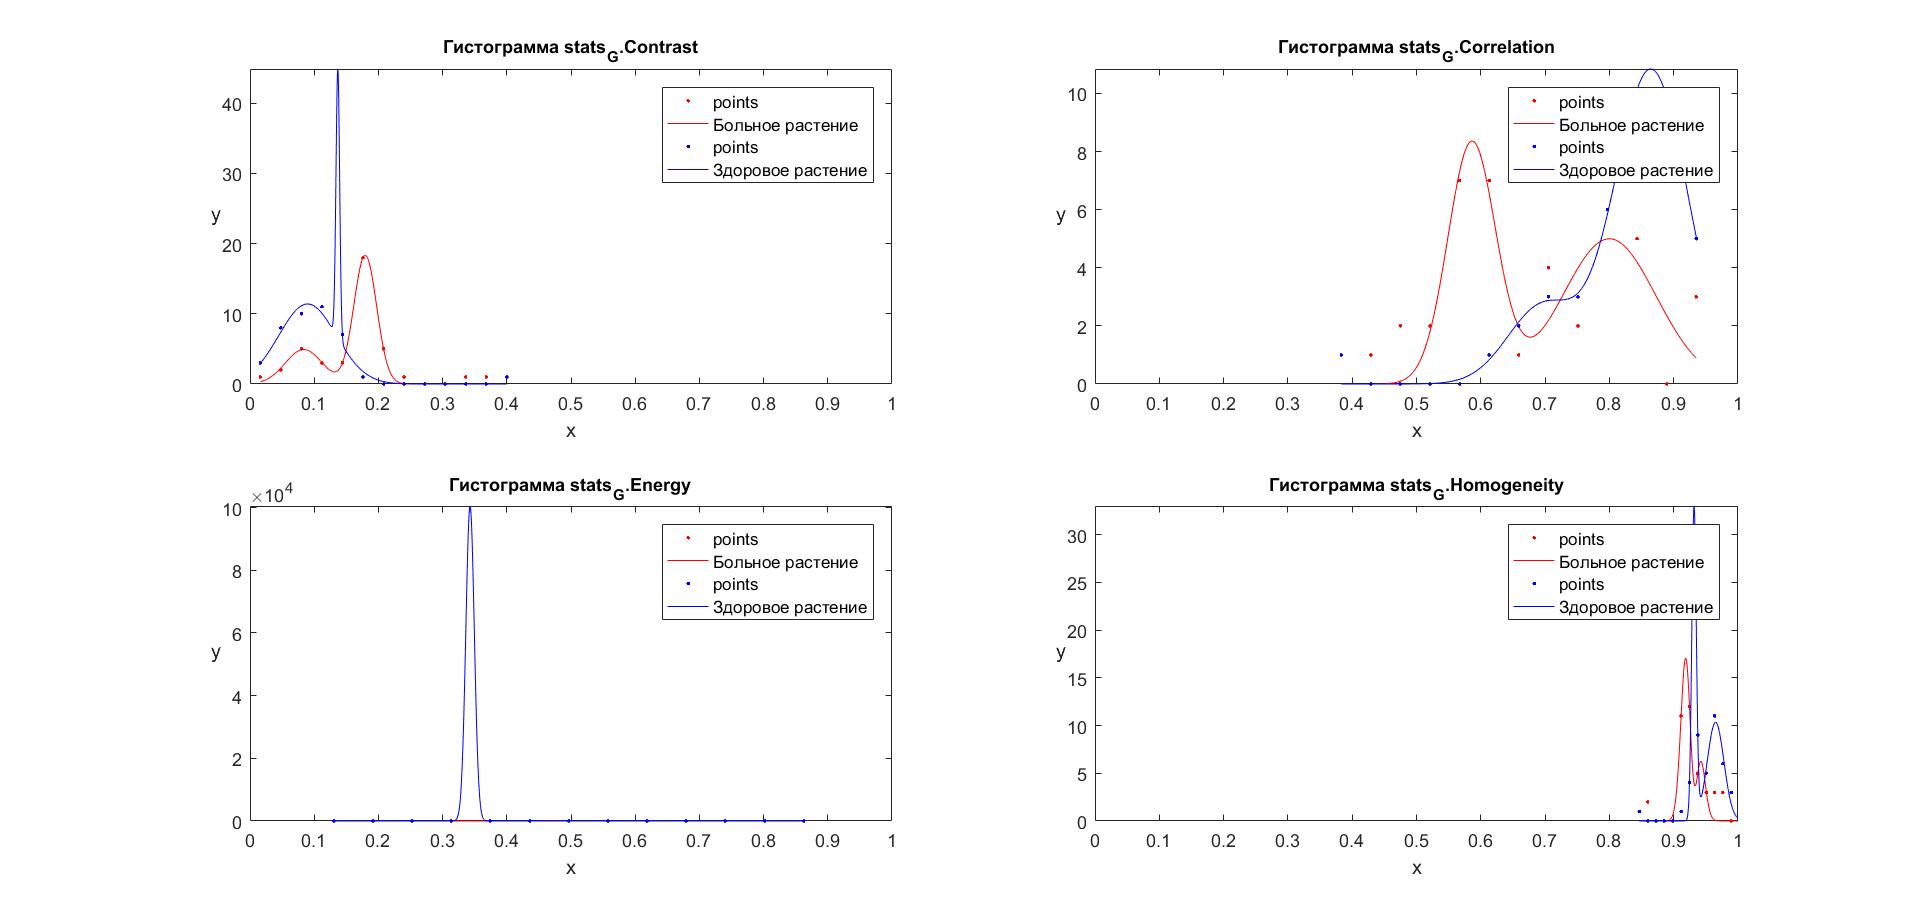 Гистограмма stats_G.Contrast
y
40
30
20
10
0
0 0.1 0.2 0.3 0.4 0.5 0.6 0.7 0.8 0.9 1
x
points
Больное растение
points
Здоровое растение
Гистограмма stats_G.Correlation
y
10
8
6
4
2
0
0 0.1 0.2 0.3 0.4 0.5 0.6 0.7 0.8 0.9 1
x
points
Больное растение
points
Здоровое растение
Гистограмма stats_G.Energy
×10^4
y
10
8
6
4
2
0
0 0.1 0.2 0.3 0.4 0.5 0.6 0.7 0.8 0.9 1
x
points
Больное растение
points
Здоровое растение
Гистограмма stats_G.Homogeneity
y
30
25
20
15
10
5
0
0 0.1 0.2 0.3 0.4 0.5 0.6 0.7 0.8 0.9 1
x
points
Больное растение
points
Здоровое растение